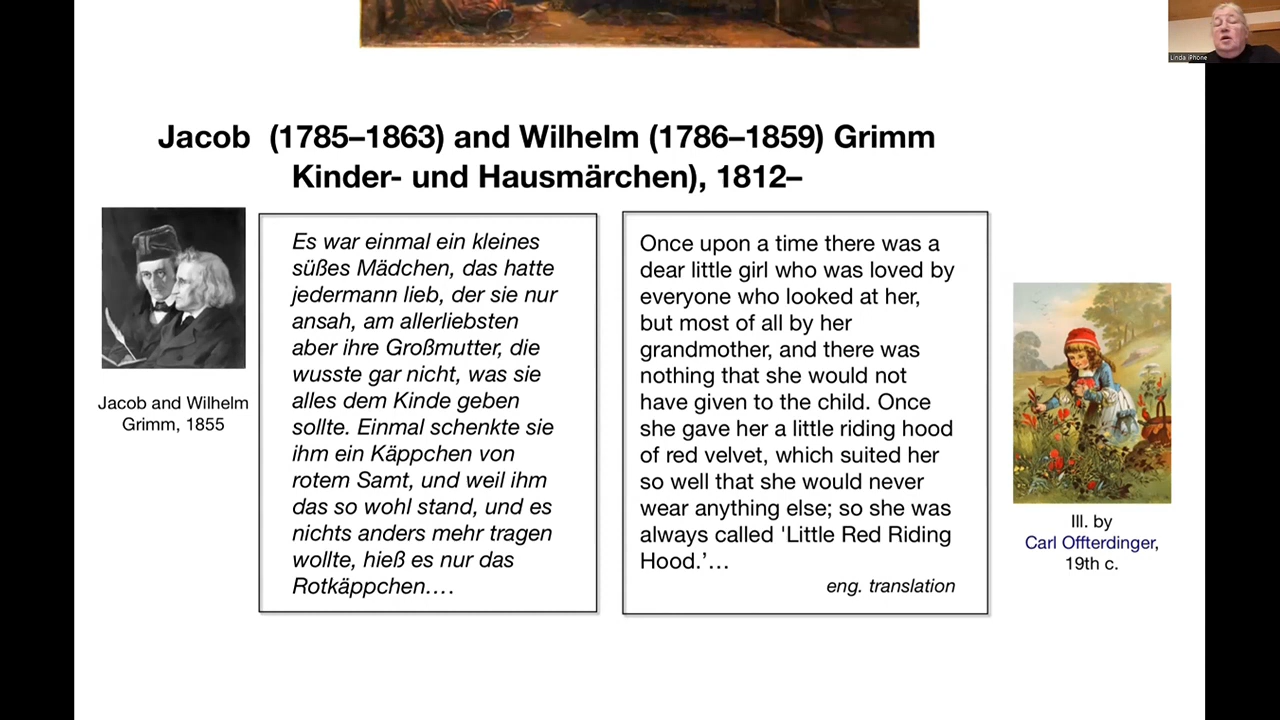 Linda iPhone
Jacob (1785–1863) and Wilhelm (1786–1859) Grimm
Kinder- und Hausmärchen), 1812–
Jacob and Wilhelm
Grimm, 1855
Es war einmal ein kleines
süßes Mädchen, das hatte
jedermann lieb, der sie nur
ansah, am allerliebsten
aber ihre Großmutter, die
wusste gar nicht, was sie
alles dem Kinde geben
sollte. Einmal schenkte sie
ihm ein Käppchen von
rotem Samt, und weil ihm
das so wohl stand, und es
nichts anders mehr tragen
wollte, hieß es nur das
Rotkäppchen….
Once upon a time there was a
dear little girl who was loved by
everyone who looked at her,
but most of all by her
grandmother, and there was
nothing that she would not
have given to the child. Once
she gave her a little riding hood
of red velvet, which suited her
so well that she would never
wear anything else; so she was
always called 'Little Red Riding
Hood.’…
eng. translation
Ill. by
Carl Offterdinger,
19th c.